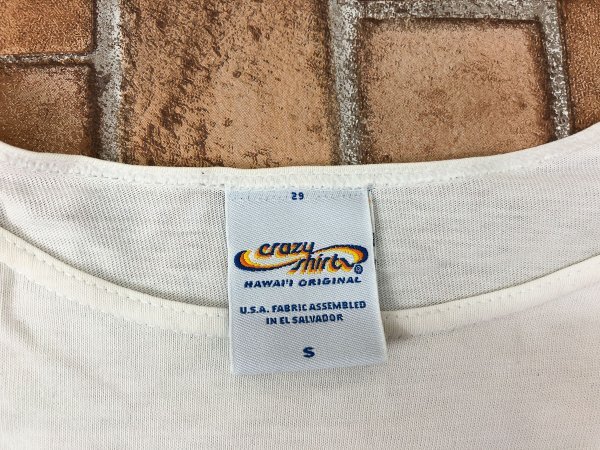 29
crazy
shirts®
HAWAI'I ORIGINAL
U.S.A. FABRIC ASSEMBLED
IN EL SALVADOR
S